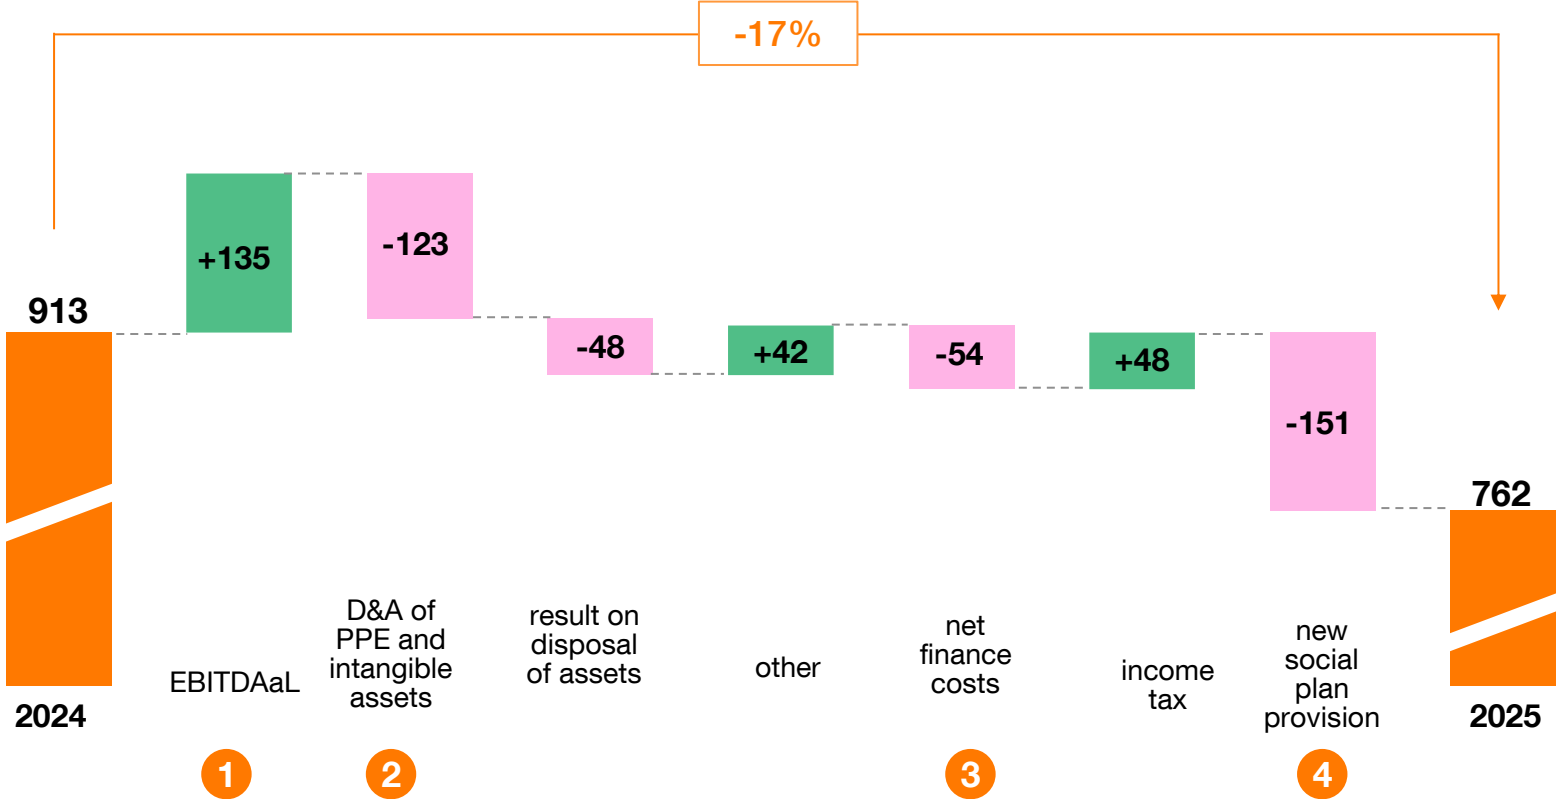 -17%
913
+135
-123
-48
+42
-54
+48
-151
762
2024
EBITDAaL
D&A of
PPE and
intangible
assets
result on
disposal
of assets
other
net
finance
costs
income
tax
new
social
plan
provision
2025
1
2
3
4